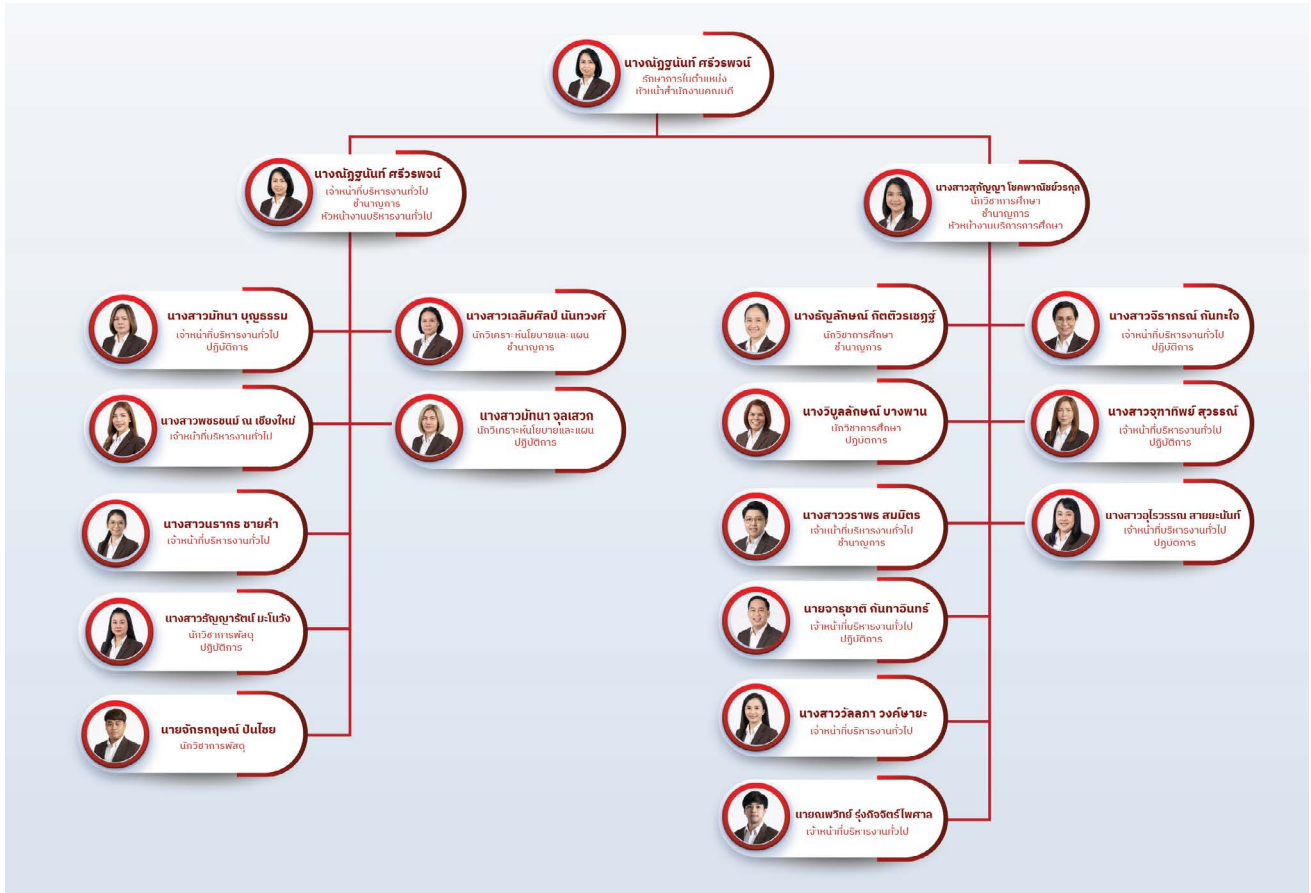 นางณัฏฐนันท์ ศรีวรพจน์
รักษาการในตำแหน่ง
หัวหน้าสำนักงานคณบดี
นางณัฏฐนันท์ ศรีวรพจน์
เจ้าหน้าที่บริหารงานทั่วไป
ชำนาญการ
หัวหน้างานบริหารงานทั่วไป
นางสาวสุกัญญา โชคพาณิชย์วรกุล
นักวิชาการศึกษา
ชำนาญการ
หัวหน้างานบริการการศึกษา
นางสาวมัทนา บุญธรรม
เจ้าหน้าที่บริหารงานทั่วไป
ปฏิบัติการ
นางสาวเฉลิมศิลป์ นันทวงศ์
นักวิเคราะห์นโยบายและแผน
ชำนาญการ
นางสาวพชรชนม์ ณ เชียงใหม่
เจ้าหน้าที่บริหารงานทั่วไป
นางสาวมัทนา จุลเสวก
นักวิเคราะห์นโยบายและแผน
ปฏิบัติการ
นางสาวนรากร ชายคำ
เจ้าหน้าที่บริหารงานทั่วไป
นางสาวธัญญารัตน์ มะโนวัง
นักวิชาการพัสดุ
ปฏิบัติการ
นายจักรกฤษณ์ ปันไชย
นักวิชาการพัสดุ
นางธัญลักษณ์ กิตติวรเชฏฐ์
นักวิชาการศึกษา
ชำนาญการ
นางสาวจิราภรณ์ กันทะใจ
เจ้าหน้าที่บริหารงานทั่วไป
ปฏิบัติการ
นางวิบูลลักษณ์ บางพาน
นักวิชาการศึกษา
ปฏิบัติการ
นางสาวจุฑาทิพย์ สุวรรณ์
เจ้าหน้าที่บริหารงานทั่วไป
ปฏิบัติการ
นางสาววราพร สมมิตร
เจ้าหน้าที่บริหารงานทั่วไป
ชำนาญการ
นางสาวอุไรวรรณ สายยะนันท์
เจ้าหน้าที่บริหารงานทั่วไป
ปฏิบัติการ
นายจารุชาติ กันทาอินทร์
เจ้าหน้าที่บริหารงานทั่วไป
ปฏิบัติการ
นางสาววัลลภา วงค์ษายะ
เจ้าหน้าที่บริหารงานทั่วไป
นายณพวิทย์ รุ่งกิจจิตร์ไพศาล
เจ้าหน้าที่บริหารงานทั่วไป